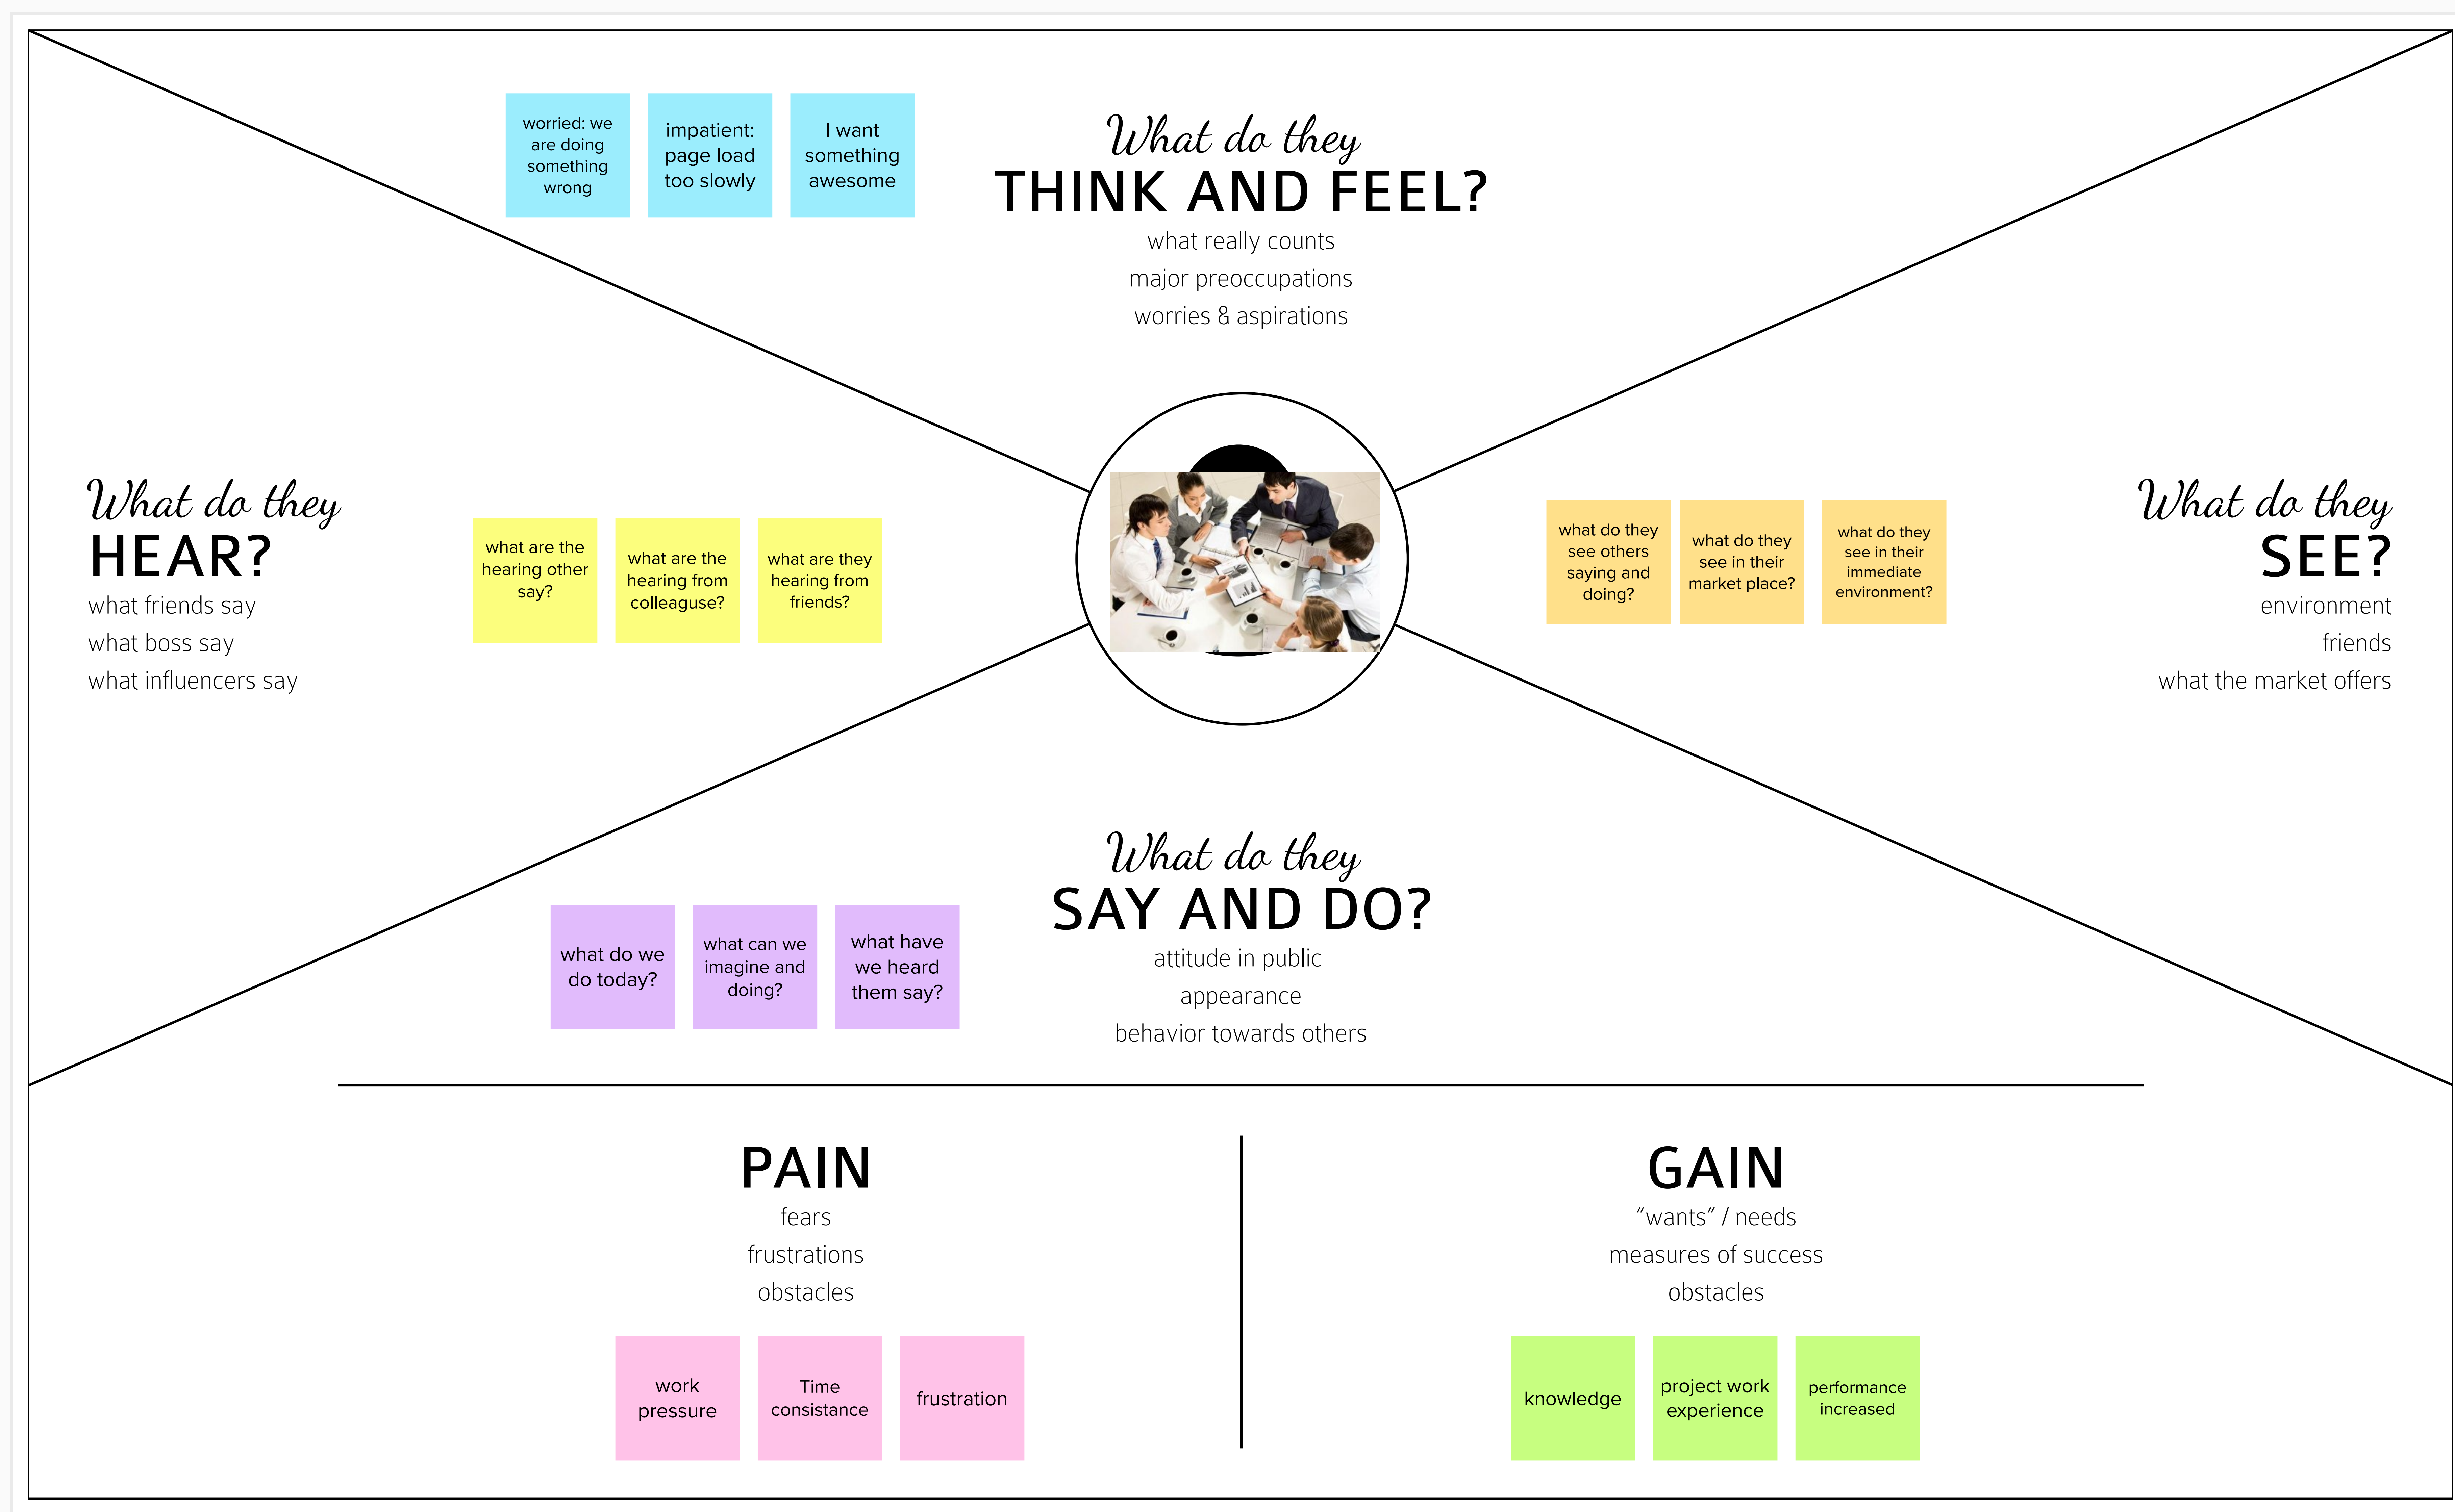 worried: we
are doing
something
wrong
impatient:
page load
too slowly
I want
something
awesome
What do they
THINK AND FEEL?
what really counts
major preoccupations
worries & aspirations
What do they
HEAR?
what friends say
what boss say
what influencers say
what are the
hearing other
say?
what are the
hearing from
colleaguse?
what are they
hearing from
friends?
what do they
see others
saying and
doing?
what do they
see in their
market place?
what do they
see in their
immediate
environment?
What do they
SEE?
environment
friends
what the market offers
what do we
do today?
what can we
imagine and
doing?
what have
we heard
them say?
What do they
SAY AND DO?
attitude in public
appearance
behavior towards others
PAIN
fears
frustrations
obstacles
work
pressure
Time
consistance
frustration
GAIN
“wants” / needs
measures of success
obstacles
knowledge
project work
experience
performance
increased